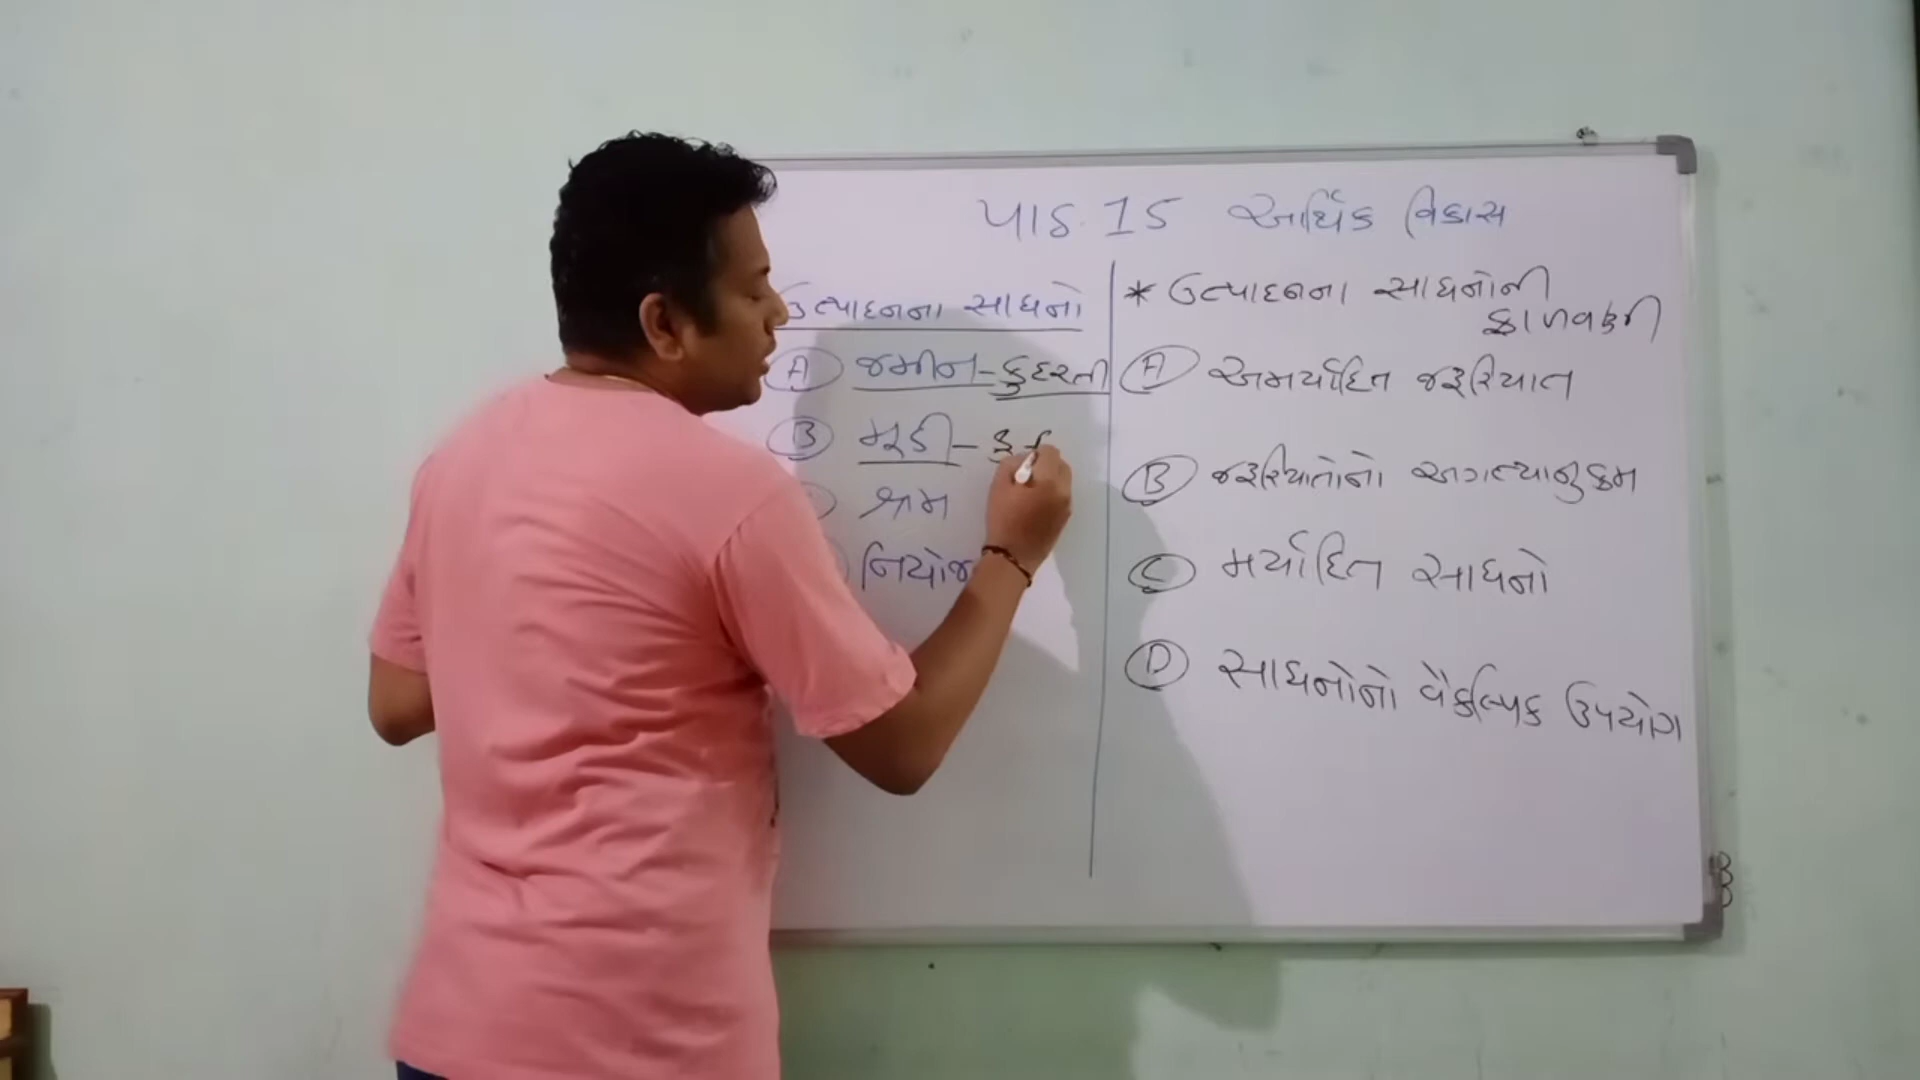 પાઠ. 15 આર્થિક વિકાસ
ઉત્પાદનના સાધનો
A જમીન - કુદરતી
B મૂડી -
શ્રમ
નિયોજ
* ઉત્પાદનના સાધનોની
ફાળવણી
A અમર્યાદિત જરૂરિયાત
B જરૂરિયાતોનો અગત્યાનુક્રમ
C મર્યાદિત સાધનો
D સાધનોનો વૈકલ્પિક ઉપયોગ